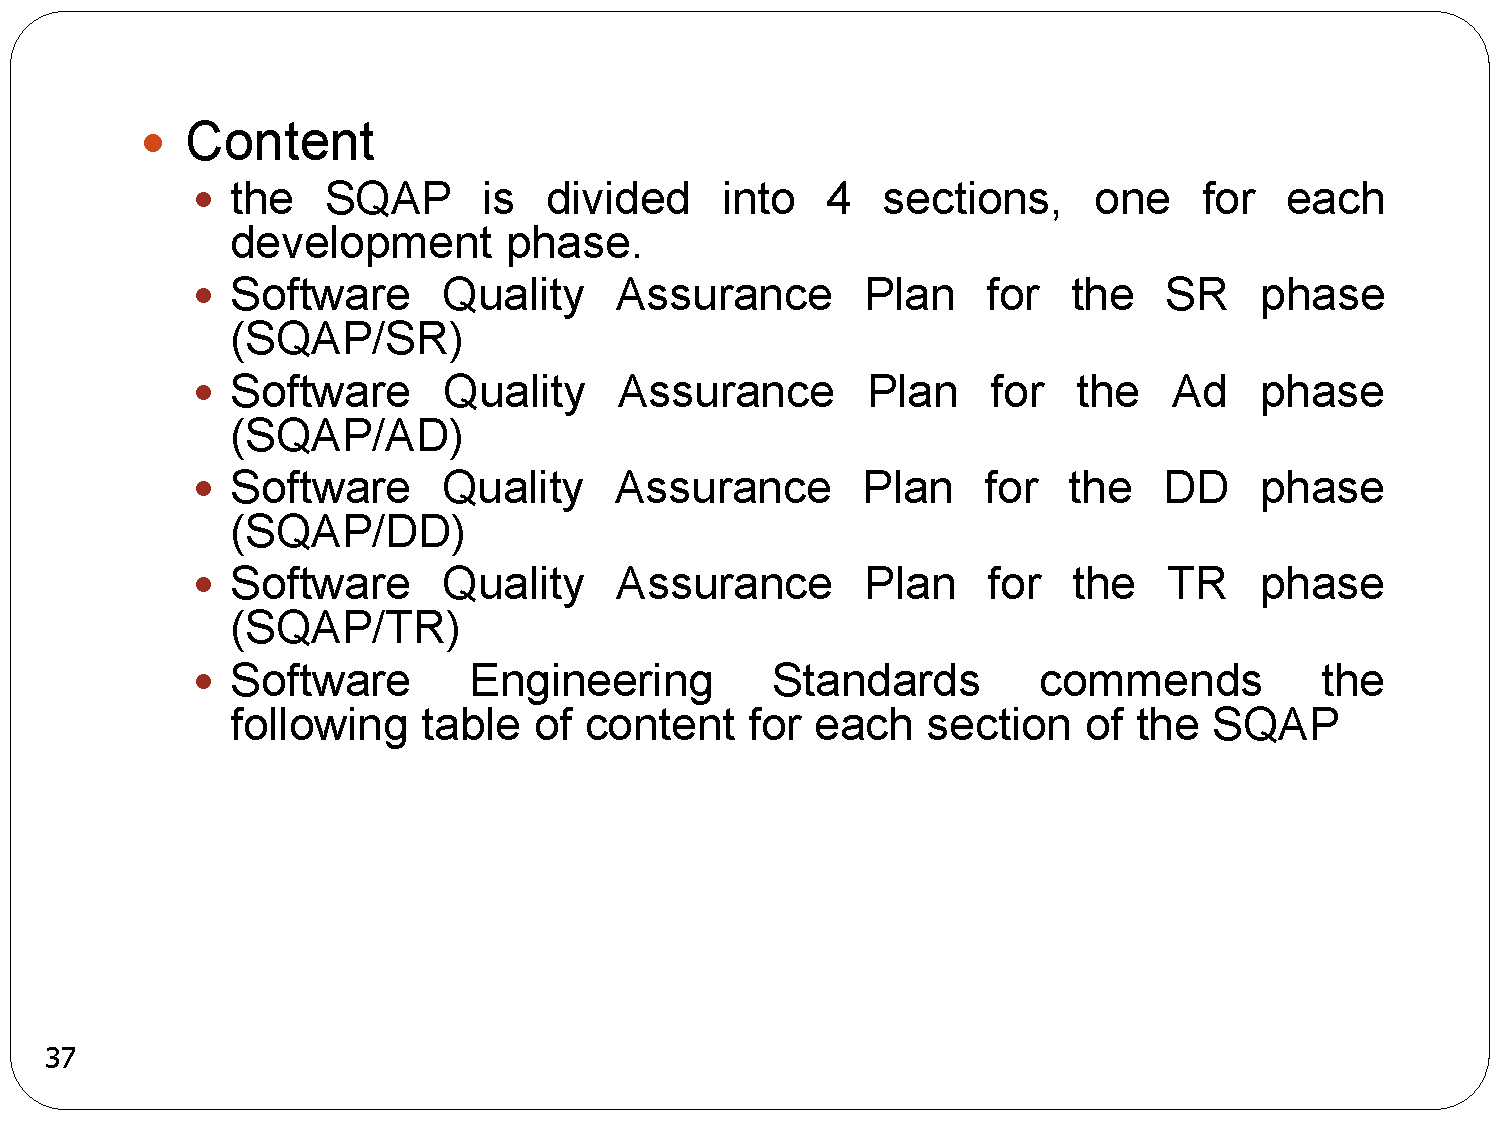 Content
the SQAP is divided into 4 sections, one for each
development phase.
Software Quality Assurance Plan for the SR phase
(SQAP/SR)
Software Quality Assurance Plan for the Ad phase
(SQAP/AD)
Software Quality Assurance Plan for the DD phase
(SQAP/DD)
Software Quality Assurance Plan for the TR phase
(SQAP/TR)
Software Engineering Standards commends the
following table of content for each section of the SQAP
37